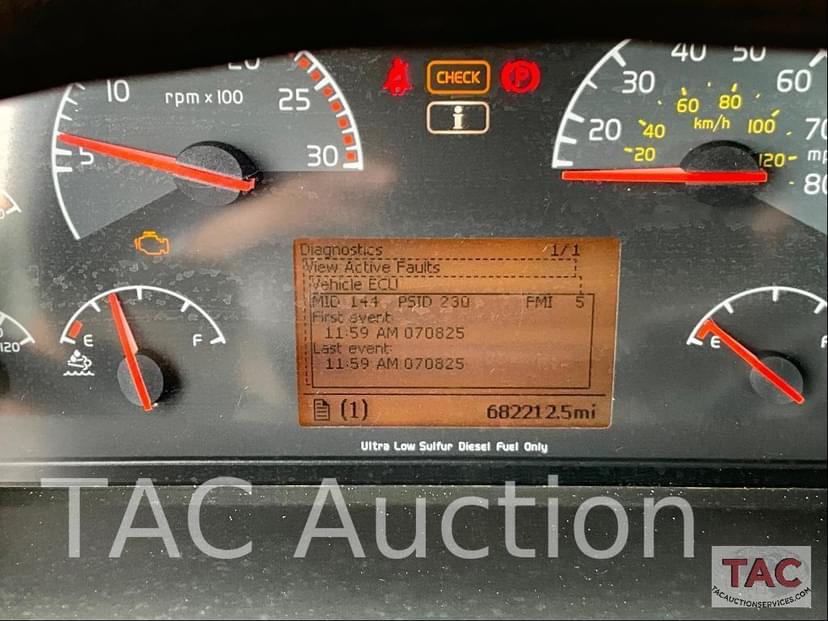 20
10
rpm x 100
25
5
30
CHECK
P
i
40 50
30
60
60 80
20
40
km/h
100
70
20
120
mp
80
Diagnostics 1/1
View Active Faults
Vehicle ECU
MID 144 PSID 230 FMI 5
First event:
11:59 AM 070825
Last event:
11:59 AM 070825
(1) 682212.5mi
E F
120
E F
Ultra Low Sulfur Diesel Fuel Only
TAC Auction
TAC
TACAUCTIONSERVICES.COM